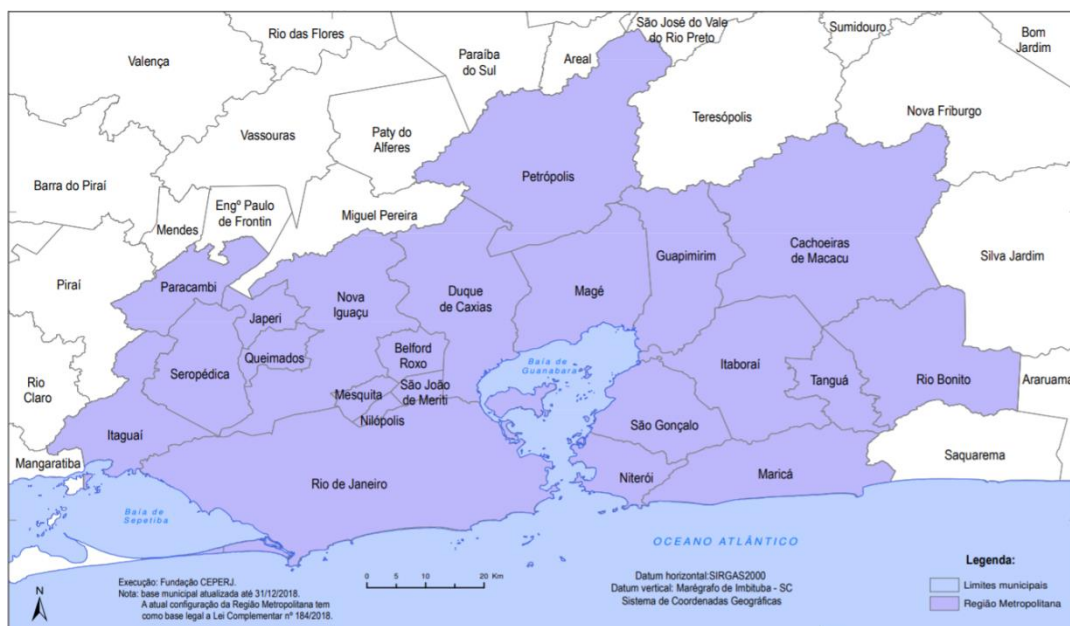 Rio das Flores
São José do Vale
do Rio Preto
Sumidouro
Bom
Jardim
Valença
Paraíba
do Sul
Areal
Teresópolis
Nova Friburgo
Vassouras
Paty do
Alferes
Petrópolis
Barra do Piraí
Mendes
Engº Paulo
de Frontin
Miguel Pereira
Guapimirim
Cachoeiras
de Macacu
Silva Jardim
Piraí
Paracambi
Nova
Iguaçu
Duque
de Caxias
Magé
Japeri
Queimados
Belford
Roxo
Baía de
Guanabara
Itaboraí
Seropédica
Tanguá
Rio Bonito
Araruama
Rio
Claro
Mesquita
São João
de Meriti
Nilópolis
São Gonçalo
Itaguaí
Mangaratiba
Saquarema
Rio de Janeiro
Niterói
Maricá
Baía de
Sepetiba
OCEANO ATLÂNTICO
Execução: Fundação CEPERJ.
Nota: base municipal atualizada até 31/12/2018.
A atual configuração da Região Metropolitana tem
como base legal a Lei Complementar nº 184/2018.
N
0 5 10 20 Km
Datum horizontal:SIRGAS2000
Datum vertical: Marégrafo de Imbituba - SC
Sistema de Coordenadas Geográficas
Legenda:
Limites municipais
Região Metropolitana